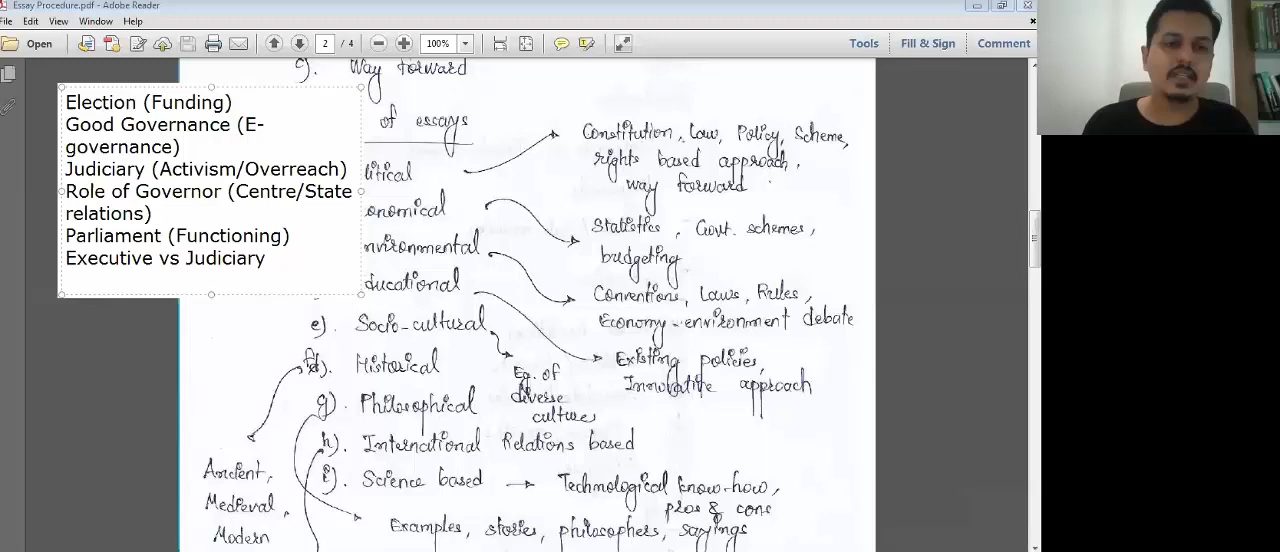 Essay Procedure.pdf - Adobe Reader
File Edit View Window Help
Open 2 / 4 100% Tools Fill & Sign Comment
c). Way forward
of essays
Election (Funding)
Good Governance (E-
governance)
Judiciary (Activism/Overreach)
Role of Governor (Centre/State
relations)
Parliament (Functioning)
Executive vs Judiciary
litical
Constitution, Law, Policy, Scheme,
rights based approach,
way forward
onomical
Statistics, Govt. schemes,
budgeting
nvironmental
Conventions, Laws, Rules,
Economy-environment debate
ducational
Existing policies,
Innovative approach
e). Socio-cultural
Eg. of
diverse
cultures
f). Historical
Ancient,
Medieval,
Modern
g). Philosophical
h). International Relations based
i). Science based → Technological know-how,
pros & cons
Examples, stories, philosophers, sayings